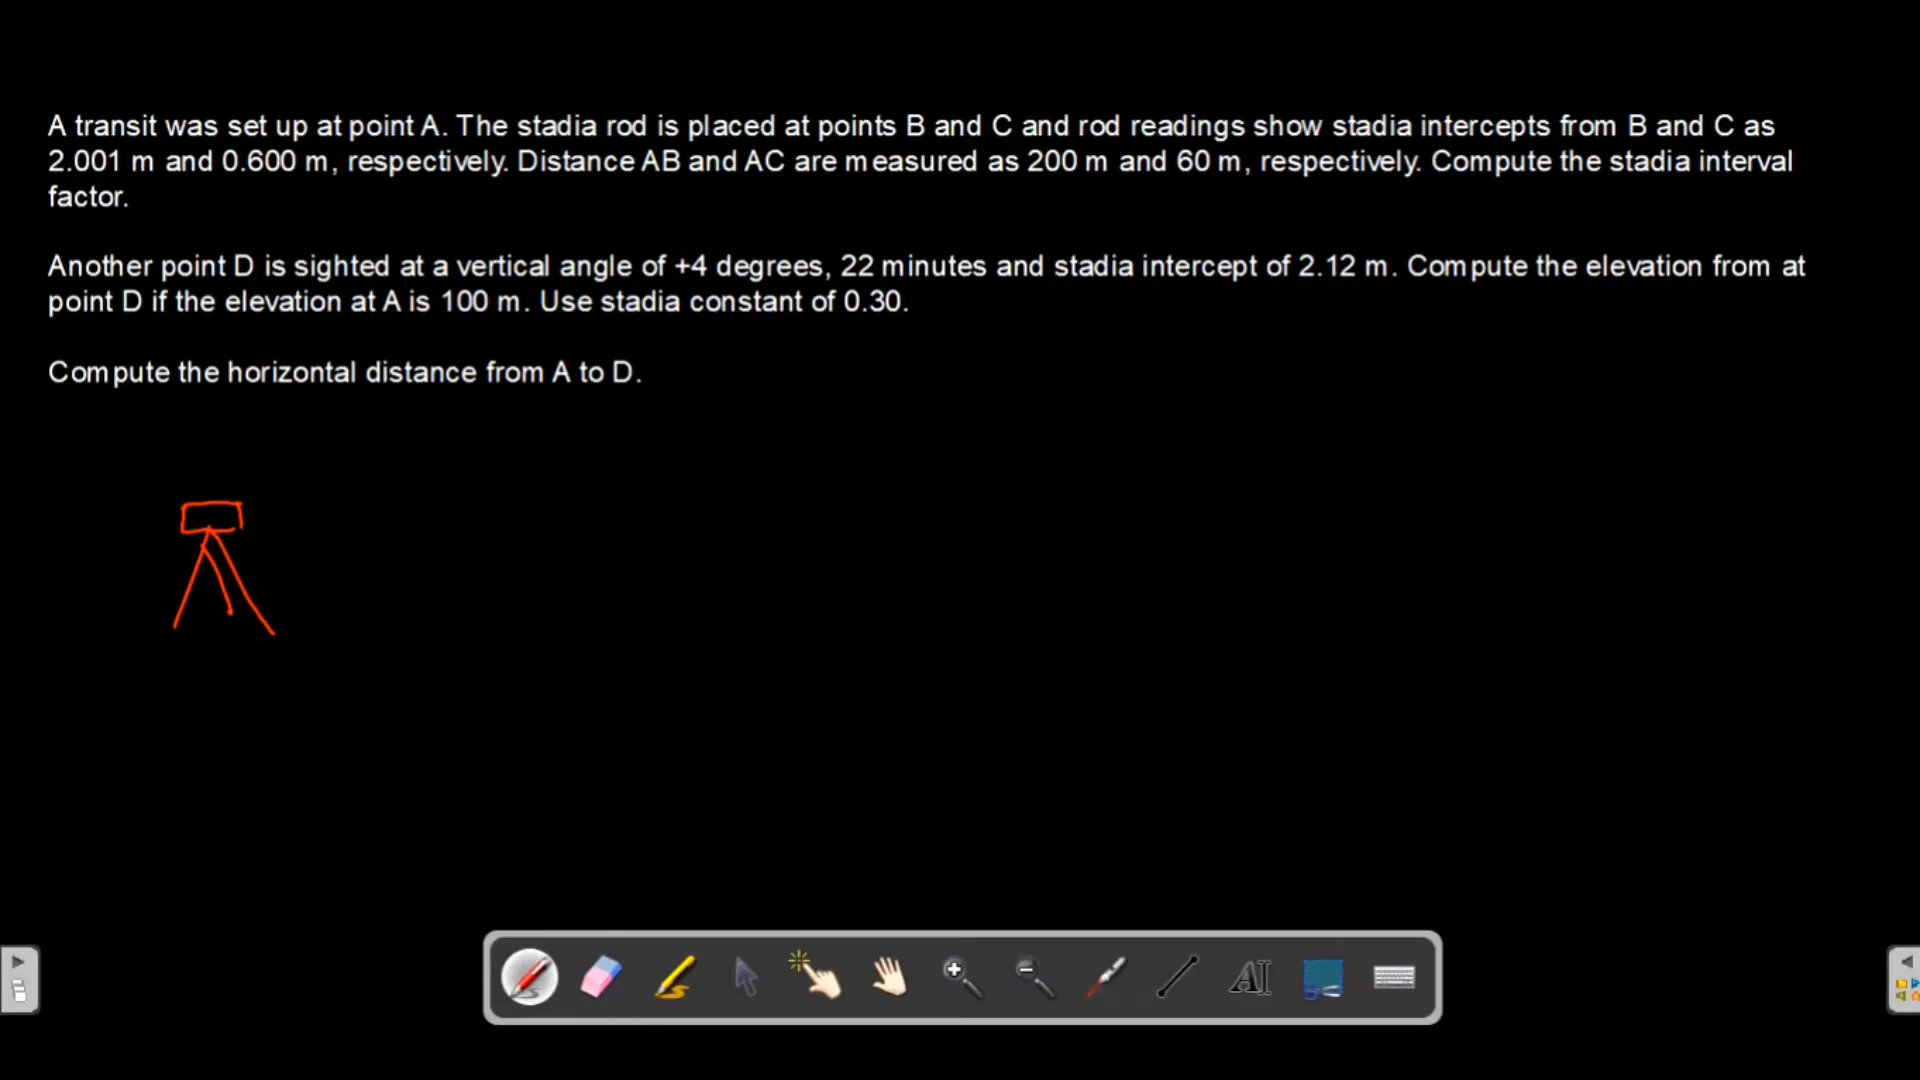 A transit was set up at point A. The stadia rod is placed at points B and C and rod readings show stadia intercepts from B and C as
2.001 m and 0.600 m, respectively. Distance AB and AC are measured as 200 m and 60 m, respectively. Compute the stadia interval
factor.
Another point D is sighted at a vertical angle of +4 degrees, 22 minutes and stadia intercept of 2.12 m. Compute the elevation from at
point D if the elevation at A is 100 m. Use stadia constant of 0.30.
Compute the horizontal distance from A to D.
AI